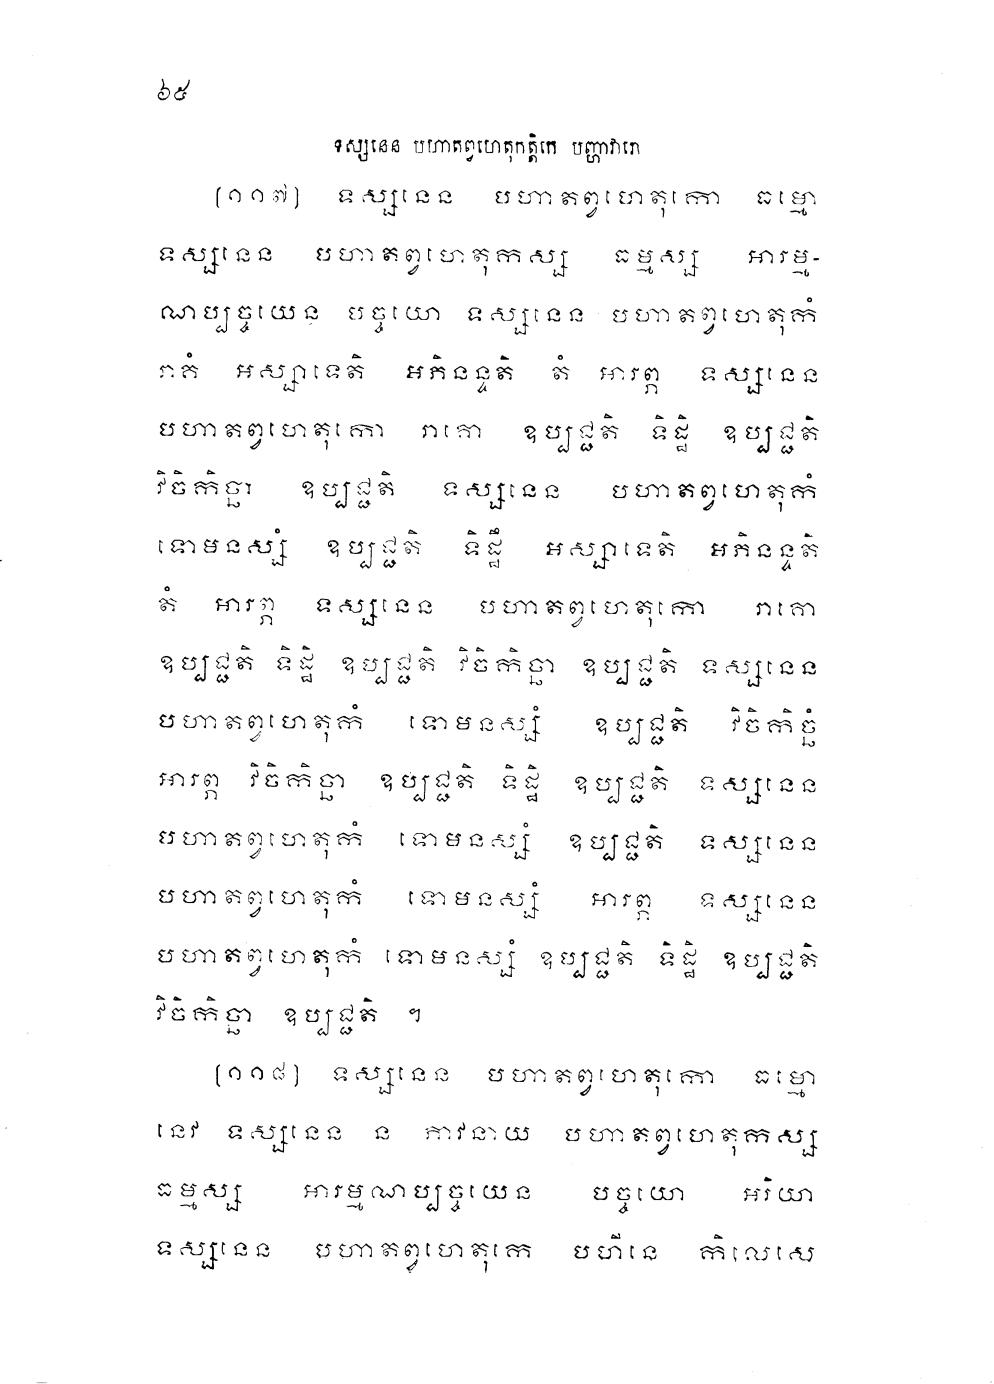 ៦៥
ទស្សនេន បហាតព្វហេតុកត្តិកេ បញ្ហាវារោ
[១១៧] ទស្សនេន បហាតព្វហេតុកោ ធម្មោ
ទស្សនេន បហាតព្វហេតុកស្ស ធម្មស្ស អារម្ម-
ណប្បច្ចយេន បច្ចយោ ទស្សនេន បហាតព្វហេតុកំ
រាគំ អស្សាទេតិ អភិនន្ទតិ តំ អារព្ភ ទស្សនេន
បហាតព្វហេតុកោ រាគោ ឧប្បជ្ជតិ ទិដ្ឋិ ឧប្បជ្ជតិ
វិចិកិច្ឆា ឧប្បជ្ជតិ ទស្សនេន បហាតព្វហេតុកំ
ទោមនស្សំ ឧប្បជ្ជតិ ទិដ្ឋឹ អស្សាទេតិ អភិនន្ទតិ
តំ អារព្ភ ទស្សនេន បហាតព្វហេតុកោ រាគោ
ឧប្បជ្ជតិ ទិដ្ឋិ ឧប្បជ្ជតិ វិចិកិច្ឆា ឧប្បជ្ជតិ ទស្សនេន
បហាតព្វហេតុកំ ទោមនស្សំ ឧប្បជ្ជតិ វិចិកិច្ឆំ
អារព្ភ វិចិកិច្ឆា ឧប្បជ្ជតិ ទិដ្ឋិ ឧប្បជ្ជតិ ទស្សនេន
បហាតព្វហេតុកំ ទោមនស្សំ ឧប្បជ្ជតិ ទស្សនេន
បហាតព្វហេតុកំ ទោមនស្សំ អារព្ភ ទស្សនេន
បហាតព្វហេតុកំ ទោមនស្សំ ឧប្បជ្ជតិ ទិដ្ឋិ ឧប្បជ្ជតិ
វិចិកិច្ឆា ឧប្បជ្ជតិ ។
[១១៨] ទស្សនេន បហាតព្វហេតុកោ ធម្មោ
នេវ ទស្សនេន ន ភាវនាយ បហាតព្វហេតុកស្ស
ធម្មស្ស អារម្មណប្បច្ចយេន បច្ចយោ អរិយា
ទស្សនេន បហាតព្វហេតុកេ បហីនេ កិលេសេ